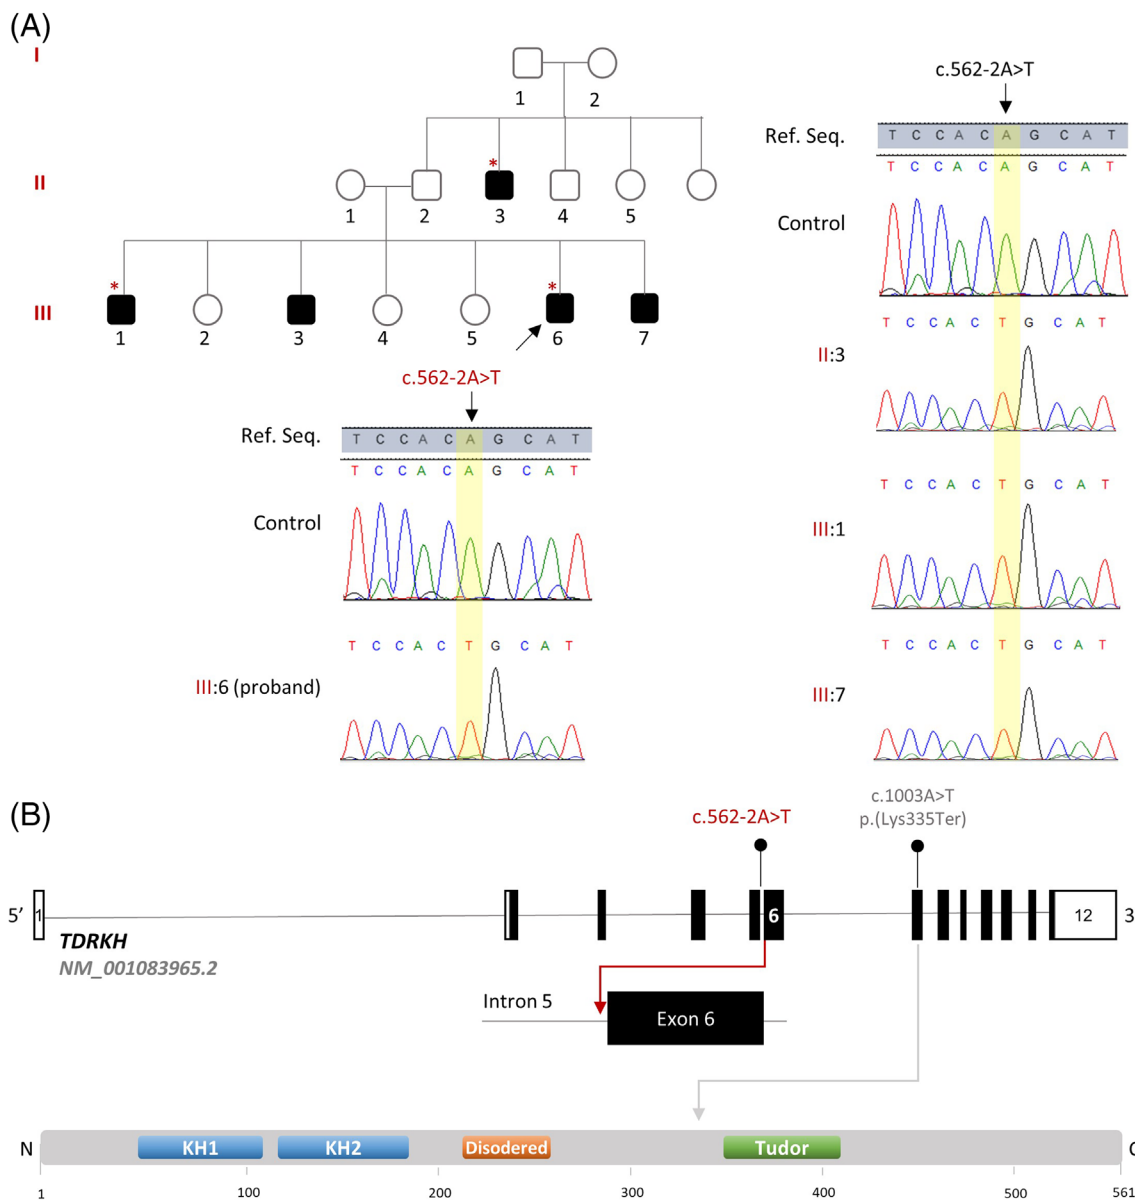 (A)
I
1
2
II
1
2
3
4
5
*
III
1
2
3
4
5
6
7
*
*
c.562-2A>T
Ref. Seq.
T C C A C A G C A T
T C C A C A G C A T
Control
T C C A C T G C A T
III:6 (proband)
c.562-2A>T
Ref. Seq.
T C C A C A G C A T
T C C A C A G C A T
Control
T C C A C T G C A T
II:3
T C C A C T G C A T
III:1
T C C A C T G C A T
III:7
(B)
c.562-2A>T
c.1003A>T
p.(Lys335Ter)
5’
1
6
12
3
TDRKH
NM_001083965.2
Intron 5
Exon 6
N
KH1
KH2
Disodered
Tudor
1
100
200
300
400
500
561